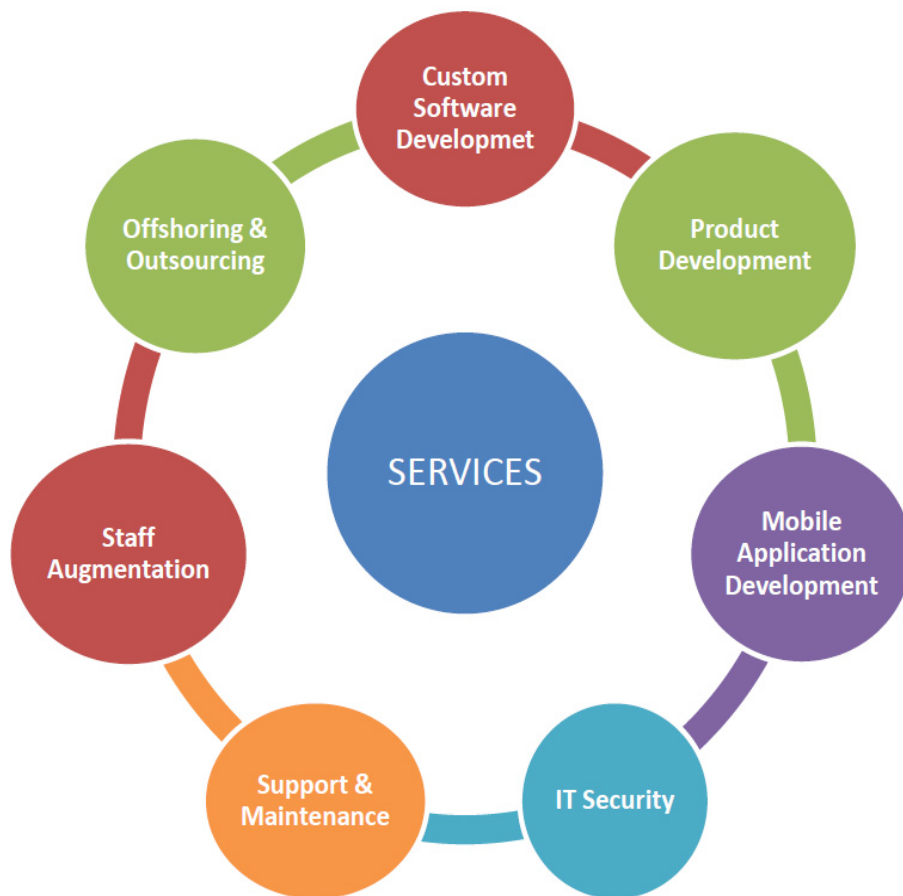 Custom
Software
Developmet
Product
Development
Mobile
Application
Development
IT Security
Support &
Maintenance
Staff
Augmentation
Offshoring &
Outsourcing
SERVICES